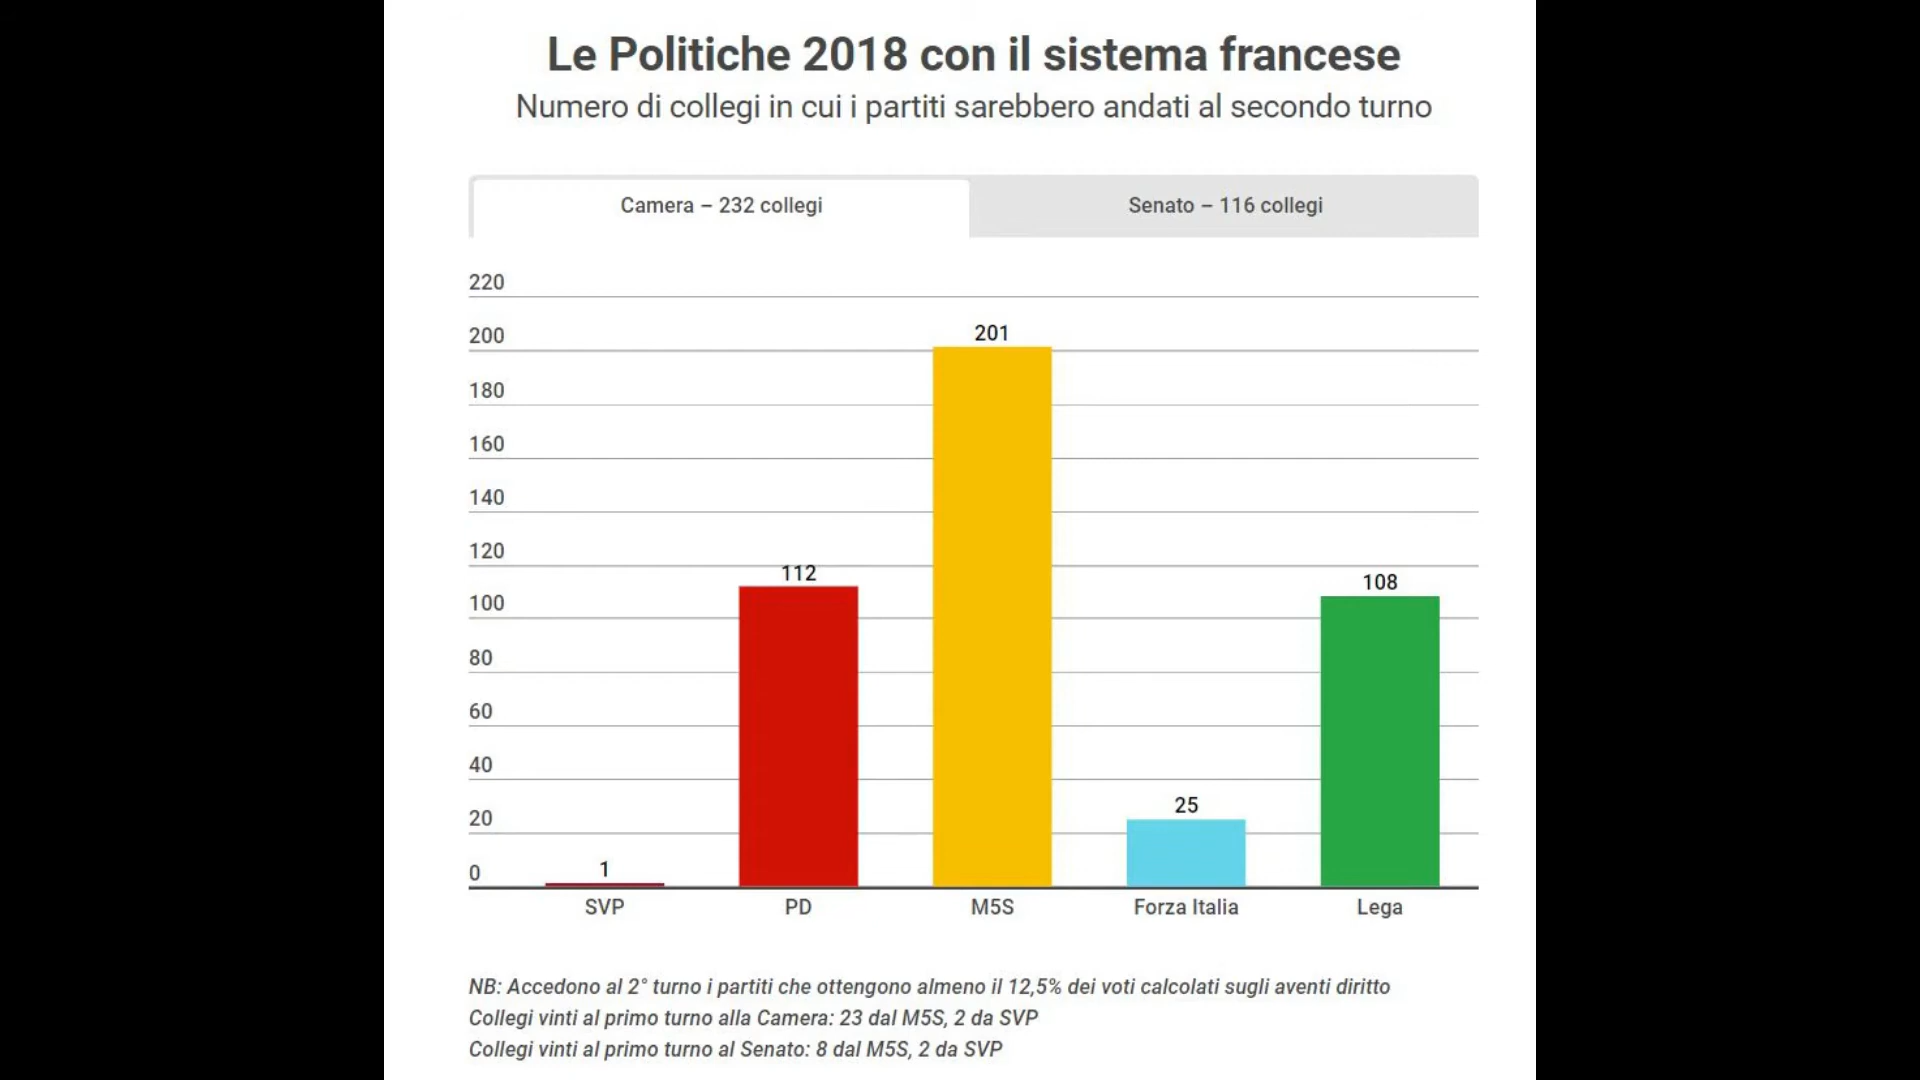 Le Politiche 2018 con il sistema francese
Numero di collegi in cui i partiti sarebbero andati al secondo turno
Camera – 232 collegi
Senato – 116 collegi
220
200
180
160
140
120
100
80
60
40
20
0
1
112
201
25
108
SVP
PD
M5S
Forza Italia
Lega
NB: Accedono al 2° turno i partiti che ottengono almeno il 12,5% dei voti calcolati sugli aventi diritto
Collegi vinti al primo turno alla Camera: 23 dal M5S, 2 da SVP
Collegi vinti al primo turno al Senato: 8 dal M5S, 2 da SVP